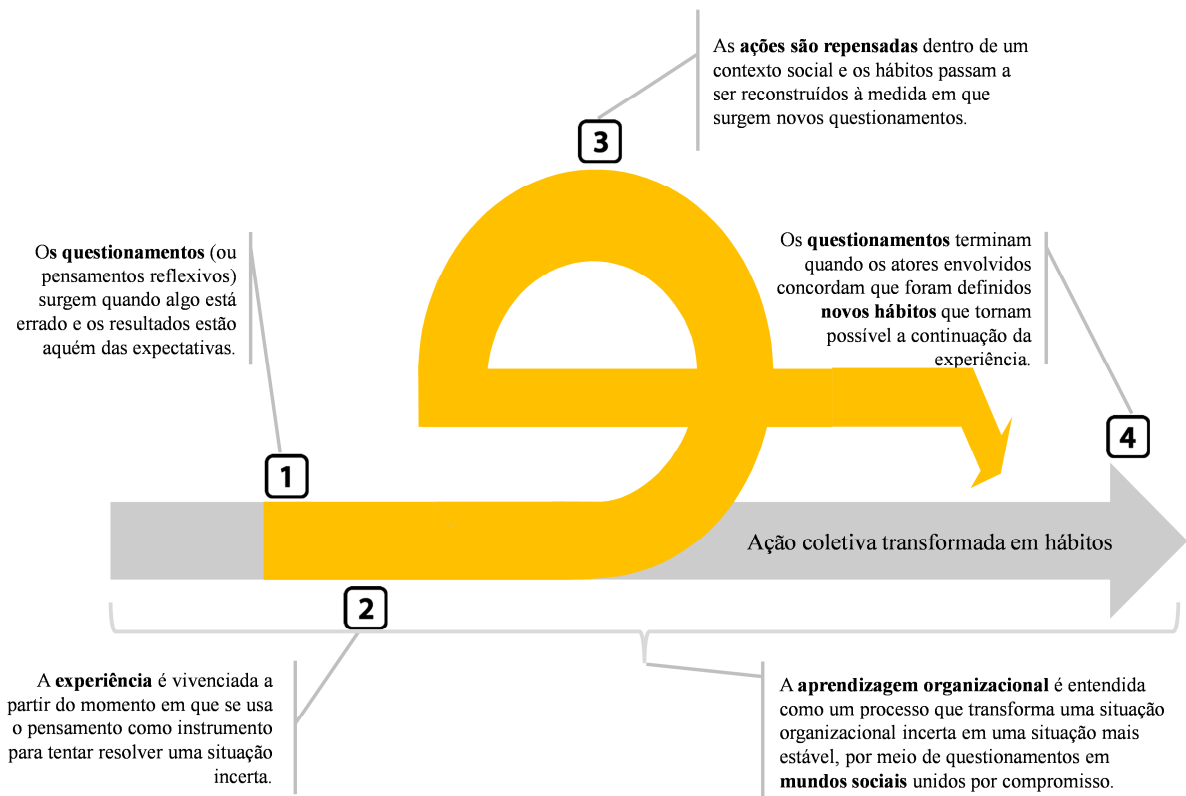 As ações são repensadas dentro de um
contexto social e os hábitos passam a
ser reconstruídos à medida em que
surgem novos questionamentos.
3
Os questionamentos (ou
pensamentos reflexivos)
surgem quando algo está
errado e os resultados estão
aquém das expectativas.
Os questionamentos terminam
quando os atores envolvidos
concordam que foram definidos
novos hábitos que tornam
possível a continuação da
experiência.
4
1
Ação coletiva transformada em hábitos
2
A experiência é vivenciada a
partir do momento em que se usa
o pensamento como instrumento
para tentar resolver uma situação
incerta.
A aprendizagem organizacional é entendida
como um processo que transforma uma situação
organizacional incerta em uma situação mais
estável, por meio de questionamentos em
mundos sociais unidos por compromisso.